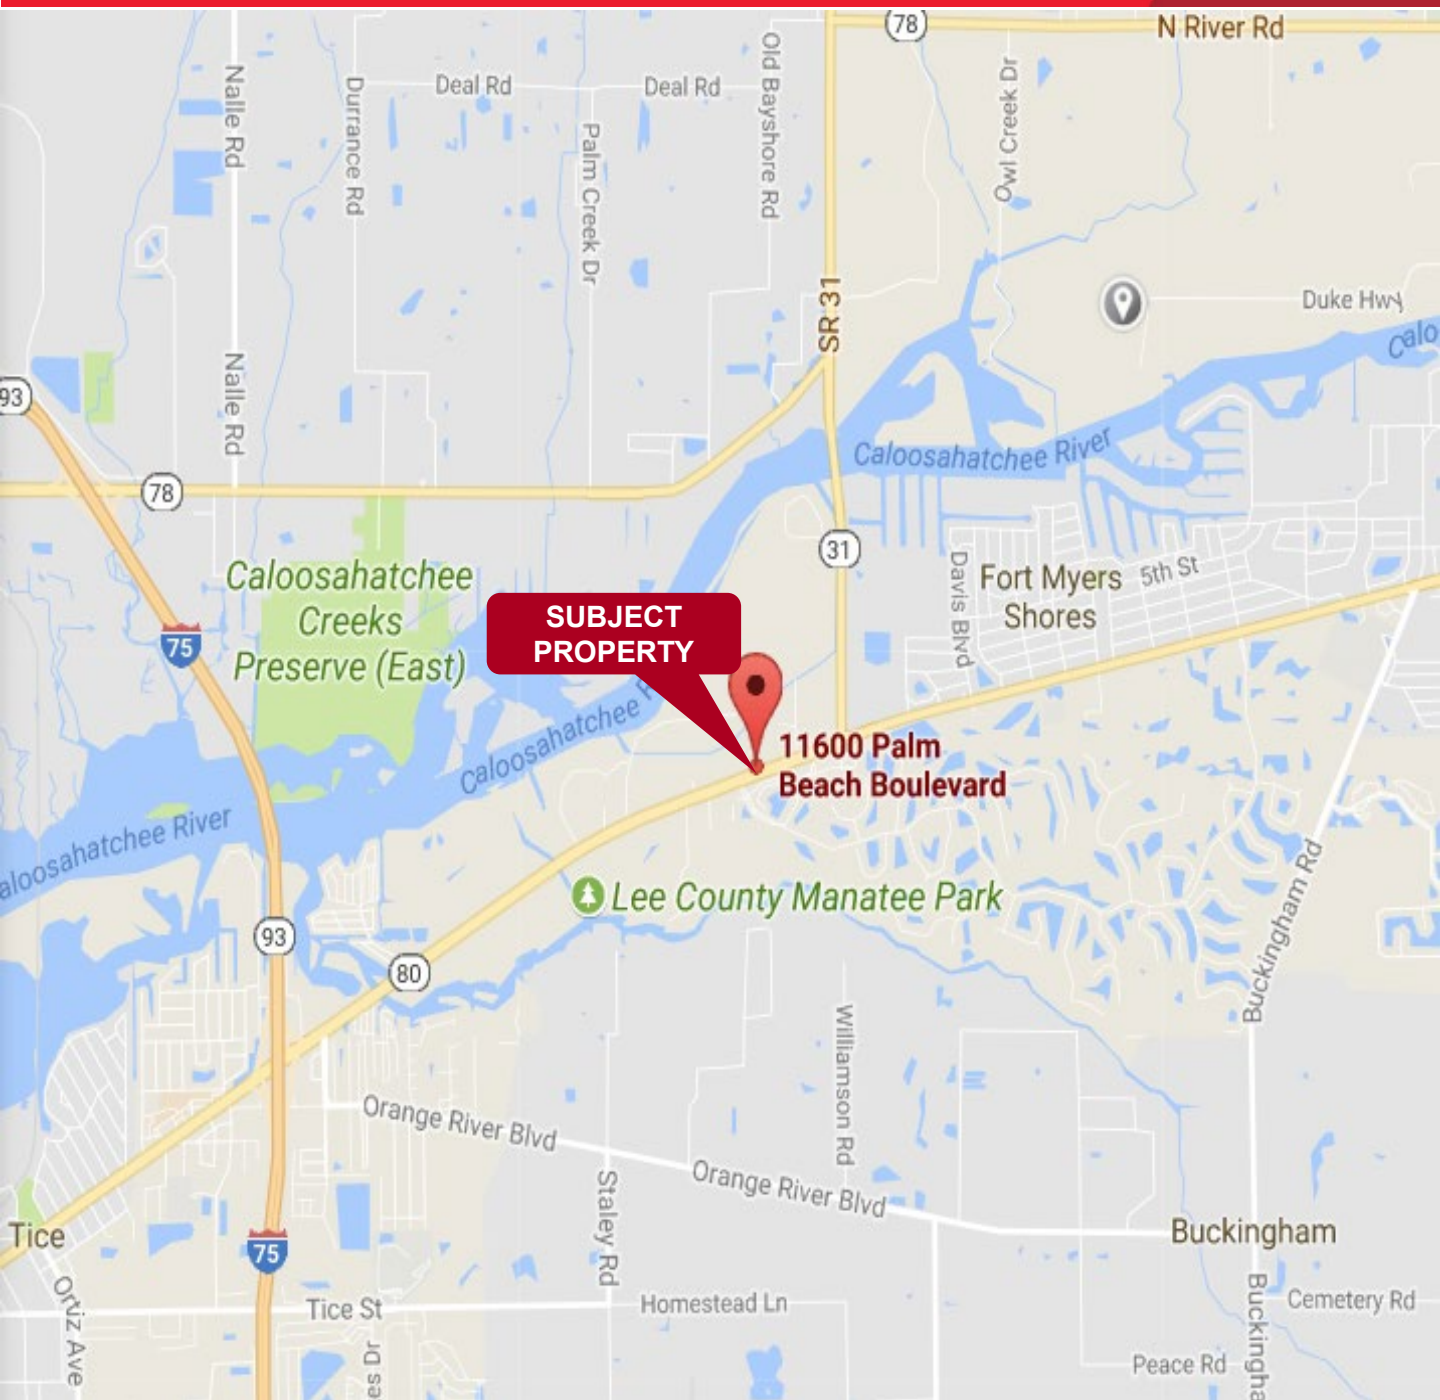 78
N River Rd
Nalle Rd
Durrance Rd
Deal Rd
Deal Rd
Old Bayshore Rd
Palm Creek Dr
Owl Creek Dr
SR 31
Duke Hwy
Calo
93
Nalle Rd
Caloosahatchee River
78
31
Davis Blvd
Fort Myers
Shores
5th St
Caloosahatchee
Creeks
Preserve (East)
75
SUBJECT
PROPERTY
Caloosahatchee R
11600 Palm
Beach Boulevard
aloosahatchee River
Lee County Manatee Park
Buckingham Rd
93
80
Williamson Rd
Orange River Blvd
Orange River Blvd
Staley Rd
Tice
75
Buckingham
Ortiz Ave
Tice St
Homestead Ln
Cemetery Rd
Buckingha
es Dr
Peace Rd